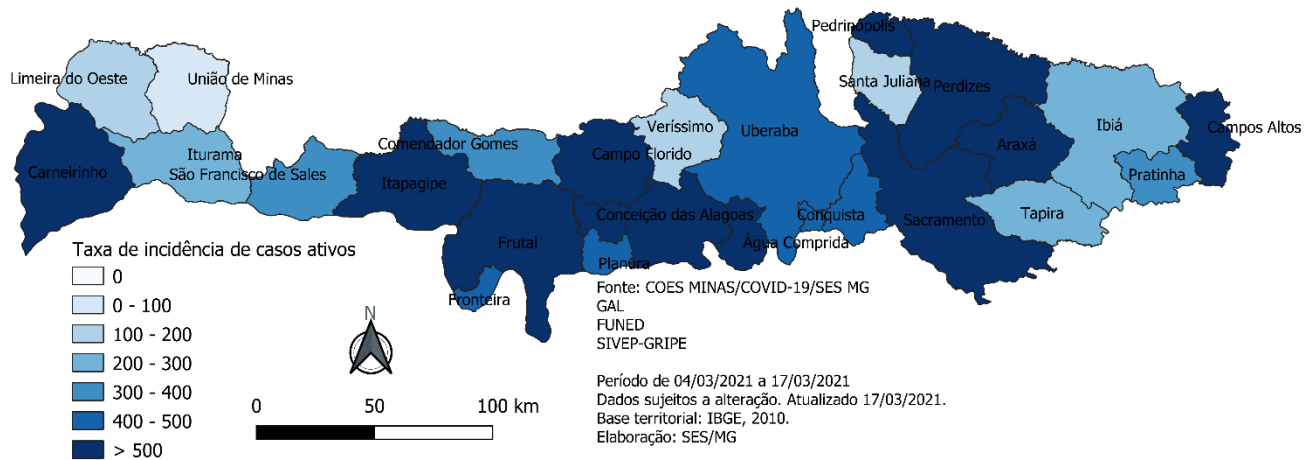 Pedrinópolis
Limeira do Oeste
União de Minas
Santa Juliana
Perdizes
Veríssimo
Uberaba
Ibiá
Campos Altos
Comendador Gomes
Iturama
Campo Florido
Araxá
Carneirinho
São Francisco de Sales
Itapagipe
Pratinha
Conceição das Alagoas
Conquista
Sacramento
Tapira
Frutal
Água Comprida
Planura
Fronteira
Taxa de incidência de casos ativos
0
0 - 100
100 - 200
200 - 300
300 - 400
400 - 500
> 500
N
0 50 100 km
Fonte: COES MINAS/COVID-19/SES MG
GAL
FUNED
SIVEP-GRIPE
Período de 04/03/2021 a 17/03/2021
Dados sujeitos a alteração. Atualizado 17/03/2021.
Base territorial: IBGE, 2010.
Elaboração: SES/MG